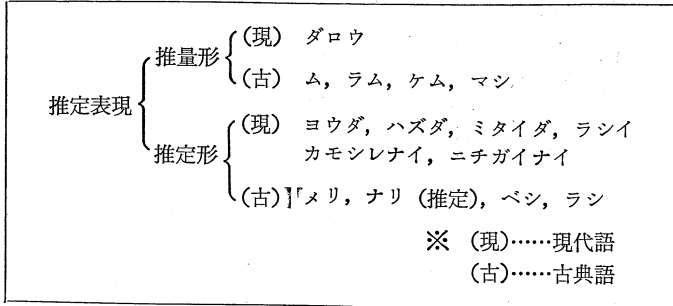 推定表現
推量形
(現) ダロウ
(古) ム, ラム, ケム, マシ
推定形
(現) ヨウダ, ハズダ, ミタイダ, ラシイ
カモシレナイ, ニチガイナイ
(古) メリ, ナリ (推定), ベシ, ラシ
※ (現)……現代語
(古)……古典語